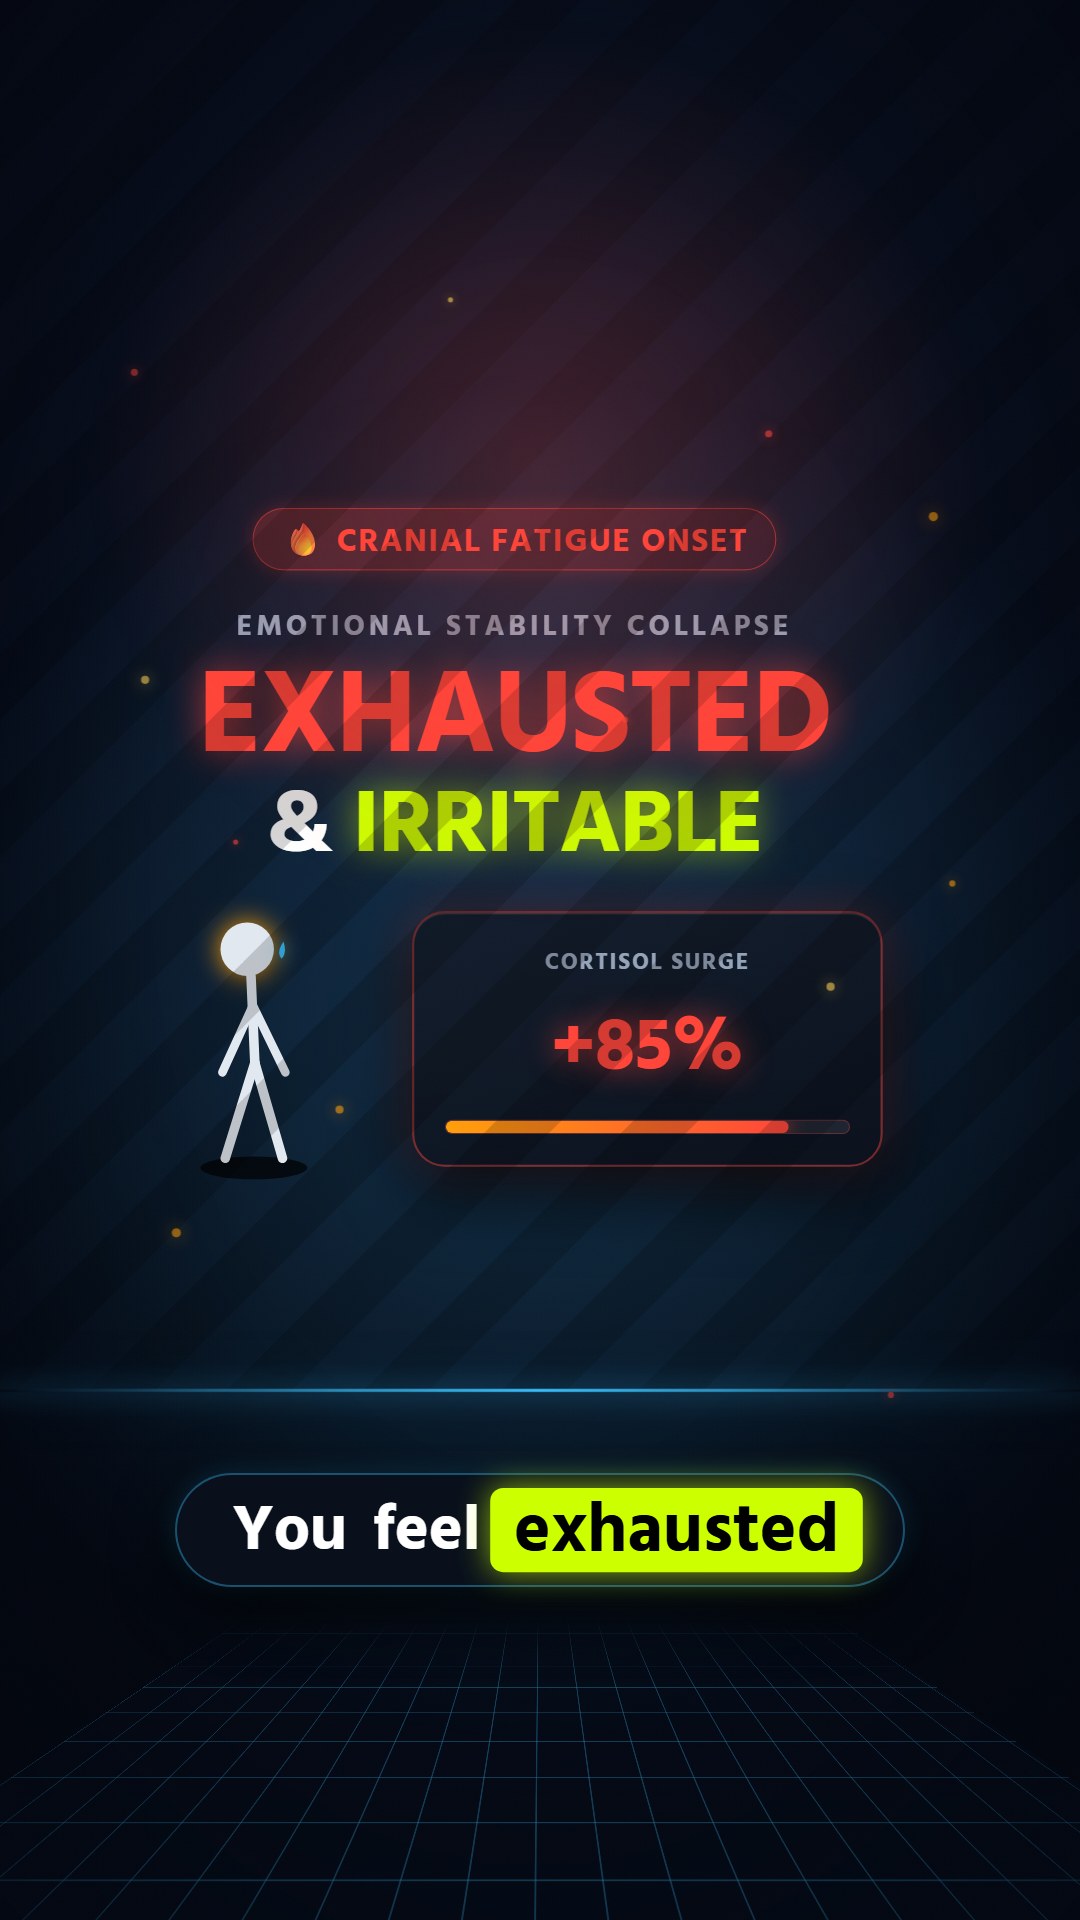 CRANIAL FATIGUE ONSET
EMOTIONAL STABILITY COLLAPSE
EXHAUSTED
& IRRITABLE
CORTISOL SURGE
+85%
You feel exhausted